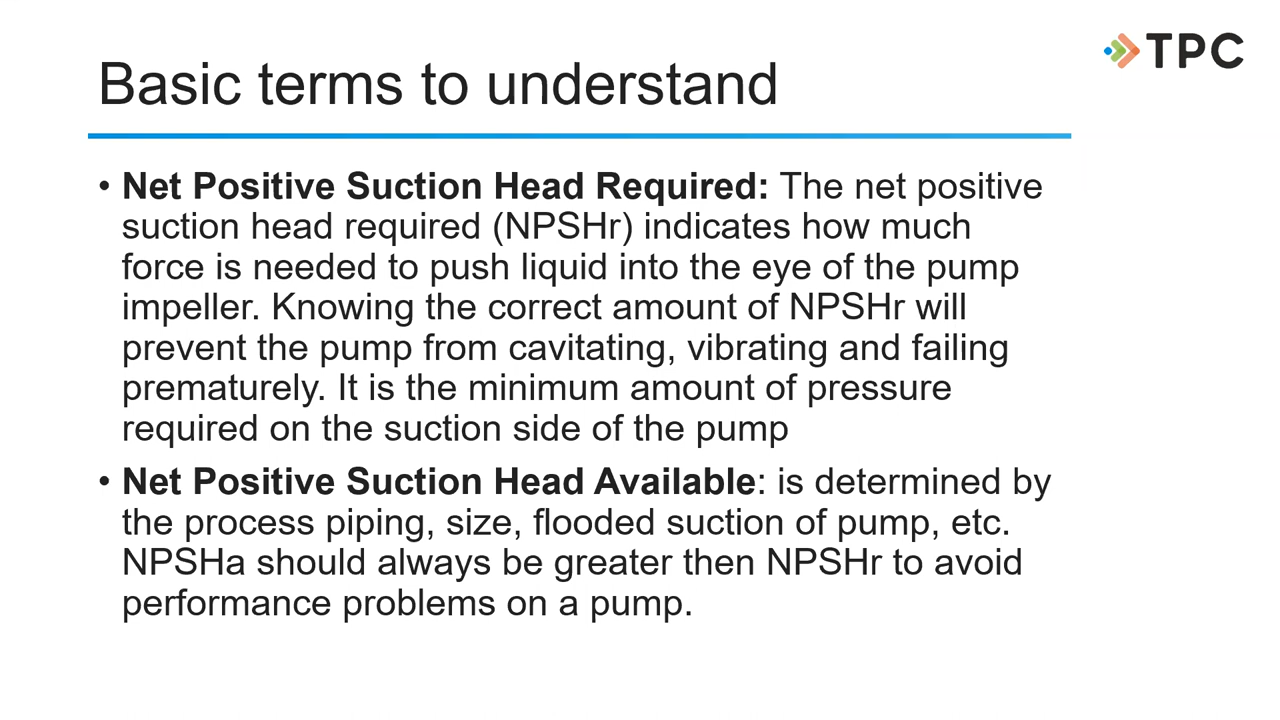 TPC
Basic terms to understand
• Net Positive Suction Head Required: The net positive
suction head required (NPSHr) indicates how much
force is needed to push liquid into the eye of the pump
impeller. Knowing the correct amount of NPSHr will
prevent the pump from cavitating, vibrating and failing
prematurely. It is the minimum amount of pressure
required on the suction side of the pump
• Net Positive Suction Head Available: is determined by
the process piping, size, flooded suction of pump, etc.
NPSHa should always be greater then NPSHr to avoid
performance problems on a pump.